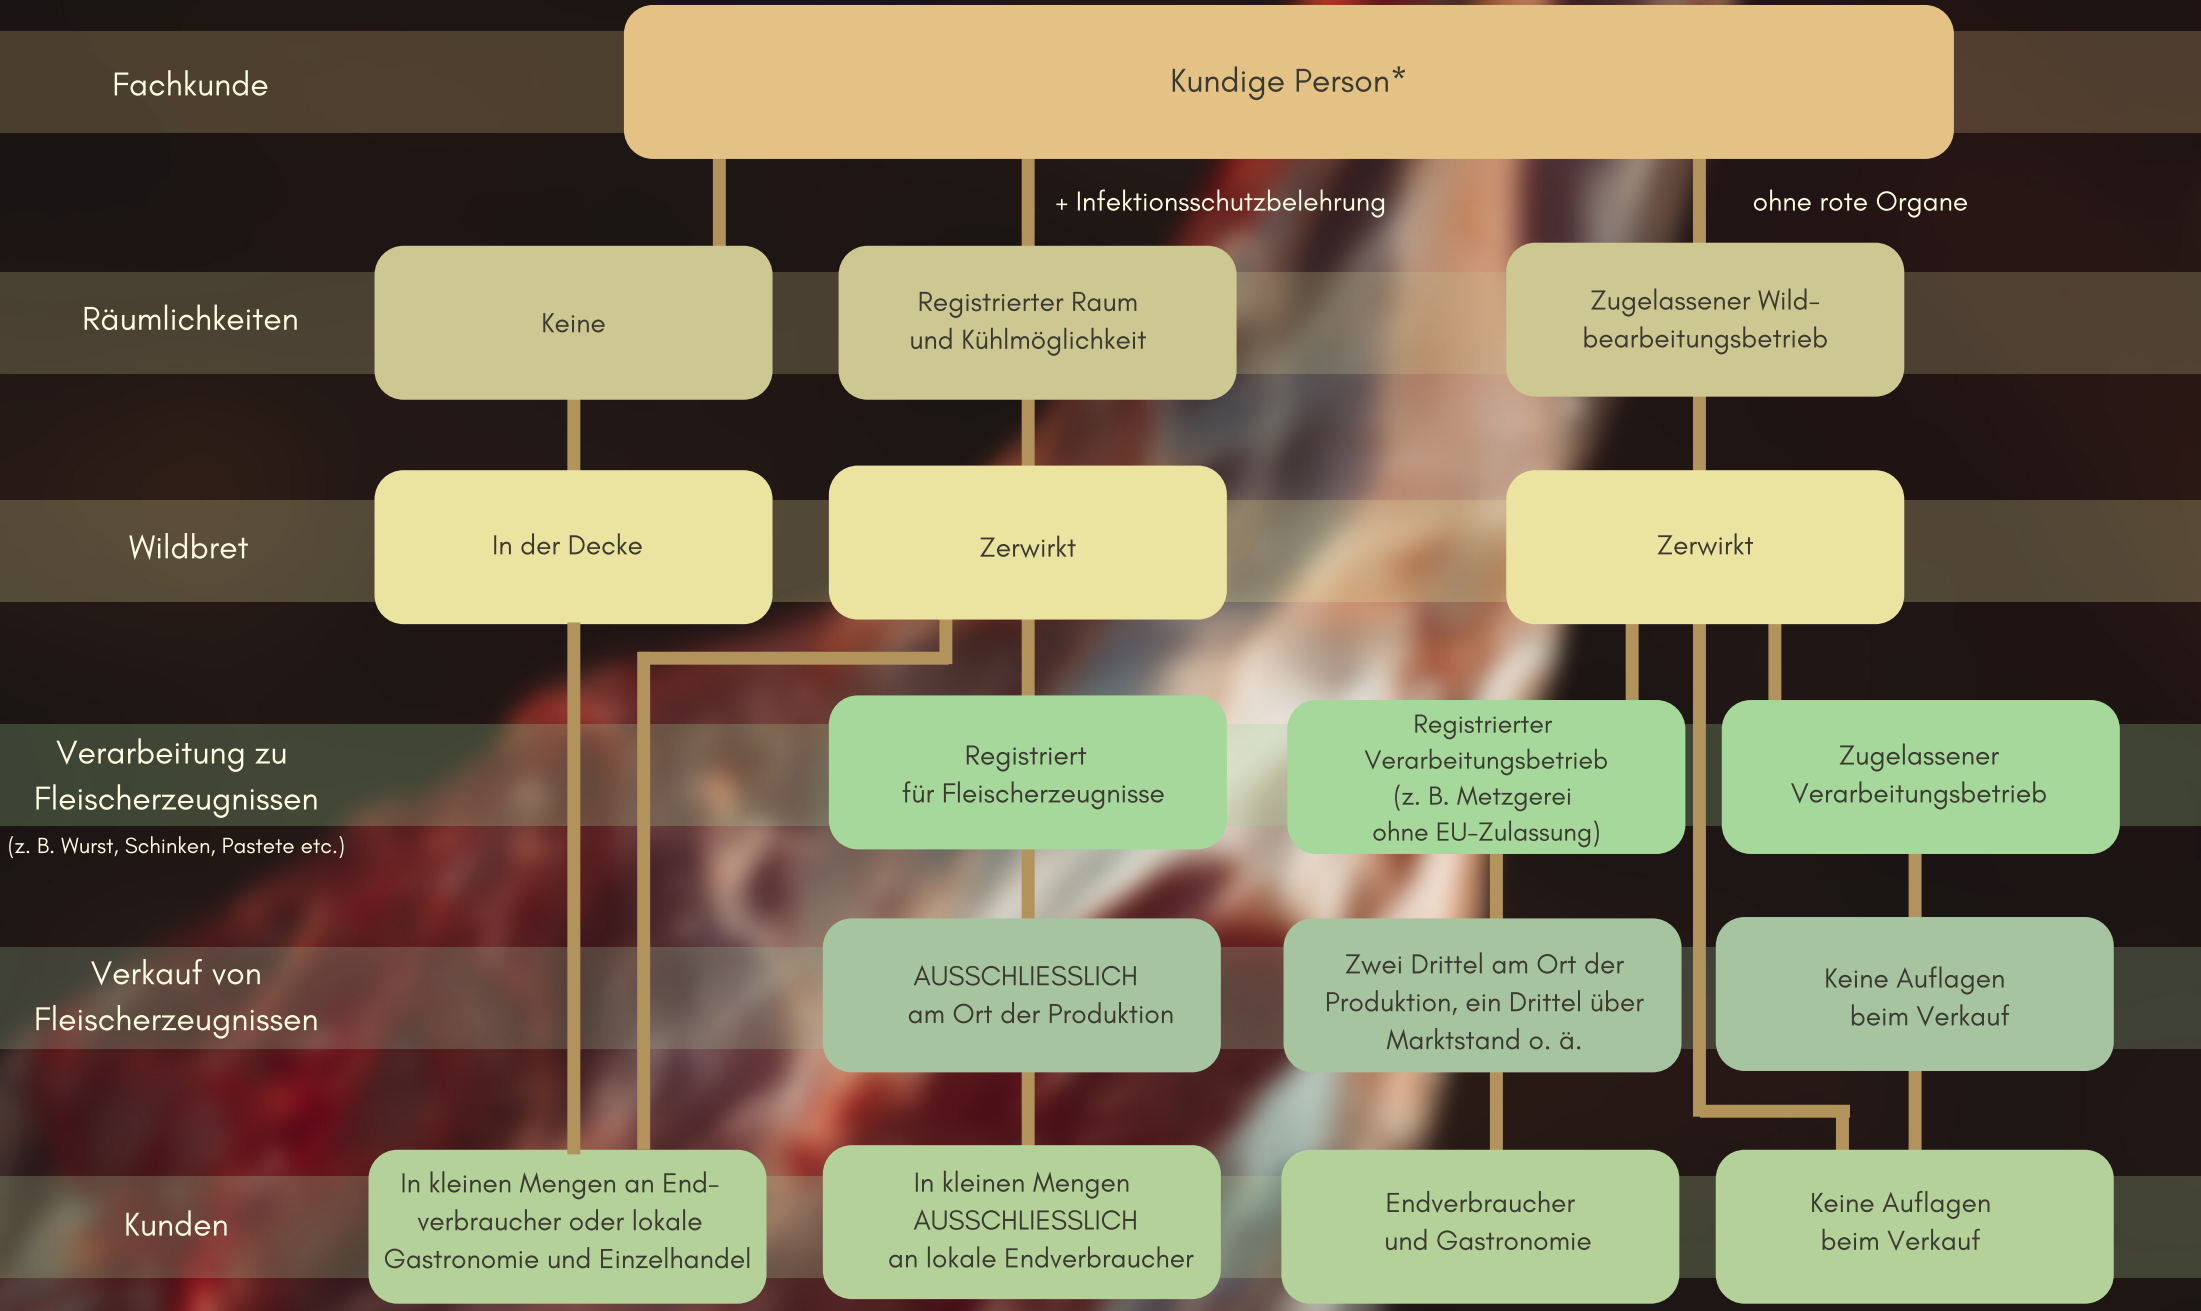 Fachkunde
Kundige Person*
+ Infektionsschutzbelehrung
ohne rote Organe
Räumlichkeiten
Keine
Registrierter Raum
und Kühlmöglichkeit
Zugelassener Wild-
bearbeitungsbetrieb
Wildbret
In der Decke
Zerwirkt
Zerwirkt
Verarbeitung zu
Fleischerzeugnissen
(z. B. Wurst, Schinken, Pastete etc.)
Registriert
für Fleischerzeugnisse
Registrierter
Verarbeitungsbetrieb
(z. B. Metzgerei
ohne EU-Zulassung)
Zugelassener
Verarbeitungsbetrieb
Verkauf von
Fleischerzeugnissen
AUSSCHLIESSLICH
am Ort der Produktion
Zwei Drittel am Ort der
Produktion, ein Drittel über
Marktstand o. ä.
Keine Auflagen
beim Verkauf
Kunden
In kleinen Mengen an End-
verbraucher oder lokale
Gastronomie und Einzelhandel
In kleinen Mengen
AUSSCHLIESSLICH
an lokale Endverbraucher
Endverbraucher
und Gastronomie
Keine Auflagen
beim Verkauf